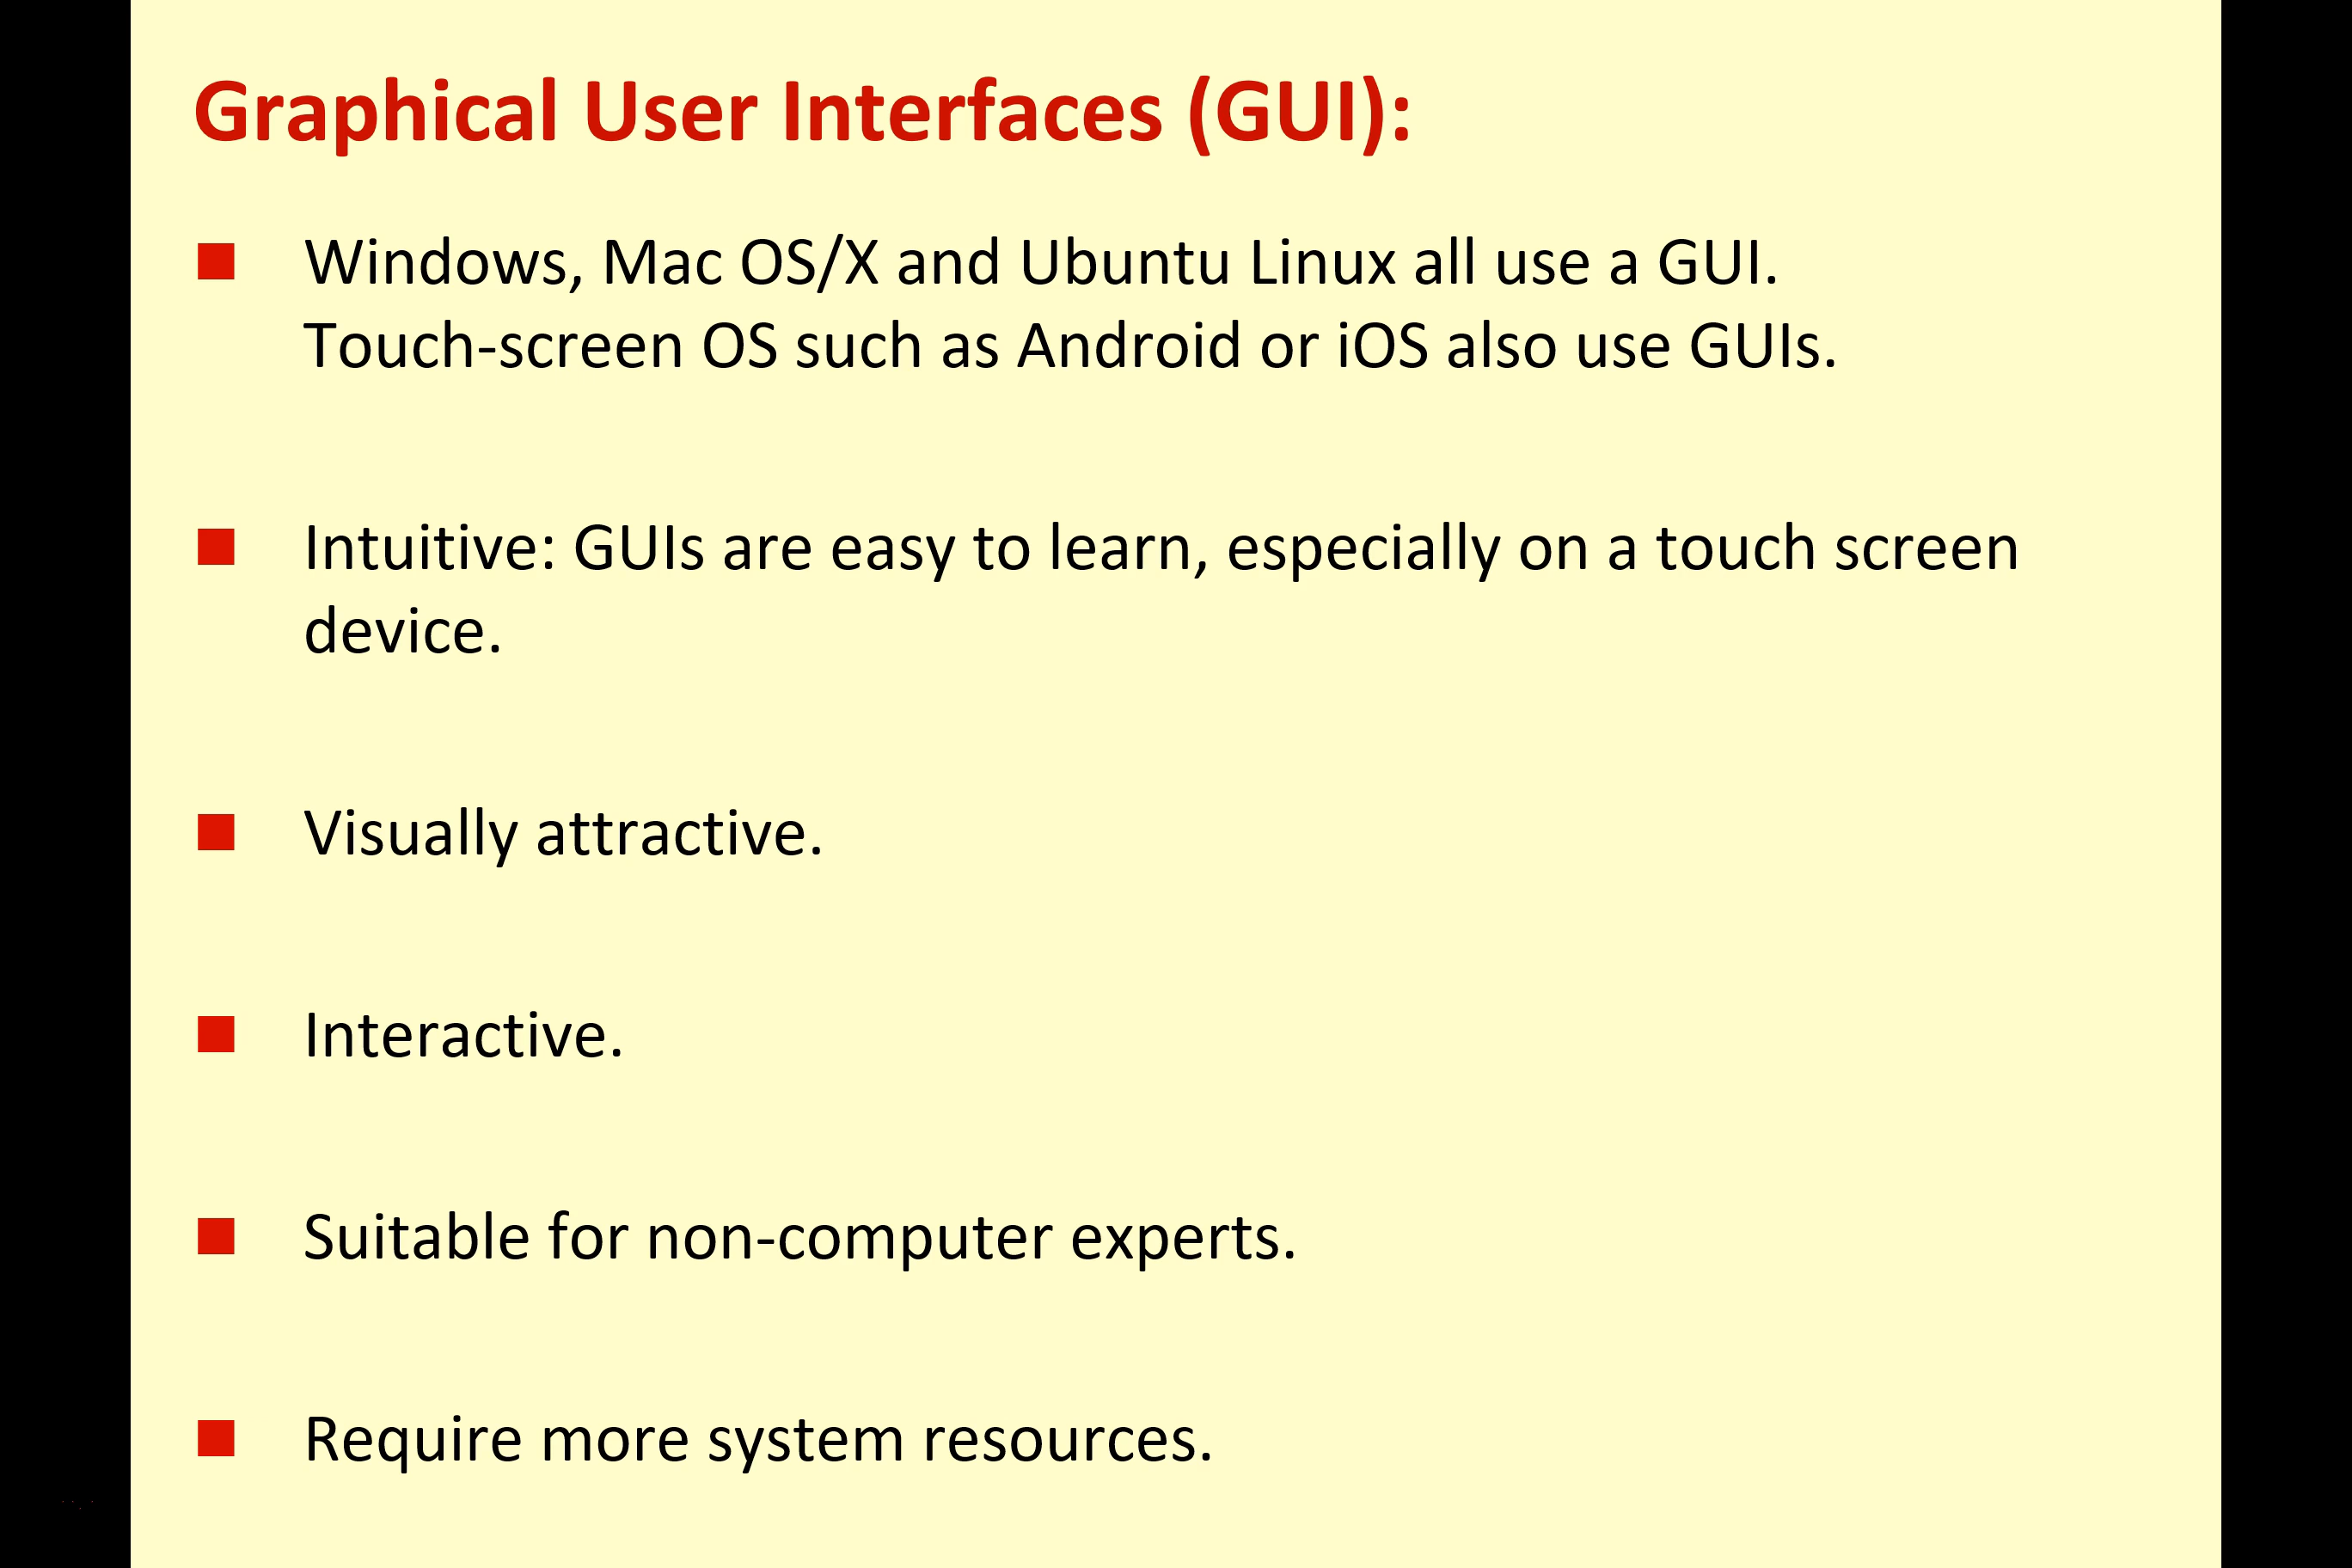 Graphical User Interfaces (GUI):
Windows, Mac OS/X and Ubuntu Linux all use a GUI.
Touch-screen OS such as Android or iOS also use GUIs.
Intuitive: GUIs are easy to learn, especially on a touch screen
device.
Visually attractive.
Interactive.
Suitable for non-computer experts.
Require more system resources.